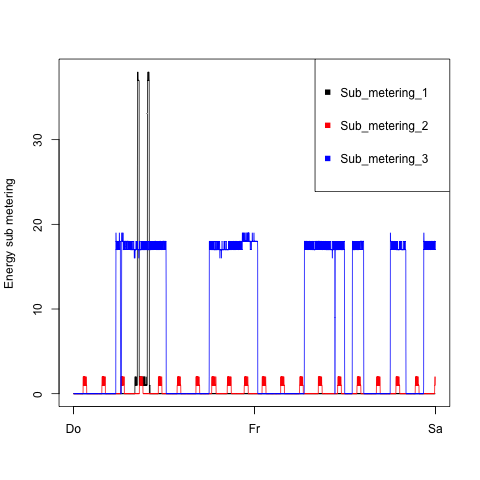 Sub_metering_1
Sub_metering_2
Sub_metering_3
Energy sub metering
30
20
10
0
Do
Fr
Sa